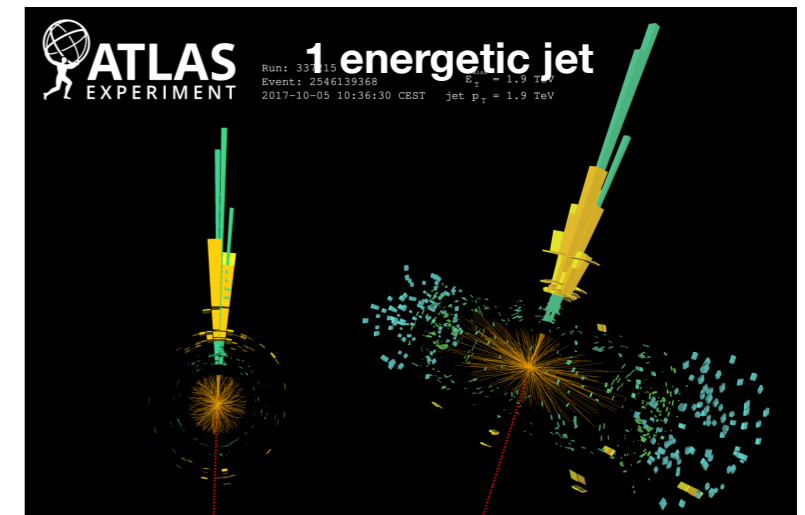 ATLAS
EXPERIMENT
1 energetic jet
Run: 337215
Event: 2546139368
2017-10-05 10:36:30 CEST
E T = 1.9 TeV
jet p T = 1.9 TeV